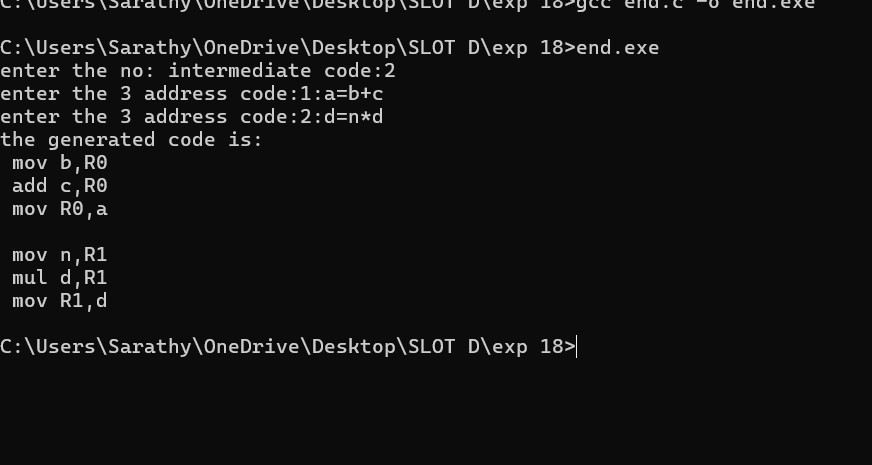 C:\Users\Sarathy\OneDrive\Desktop\SLOT D\exp 18>gcc end.c -o end.exe
C:\Users\Sarathy\OneDrive\Desktop\SLOT D\exp 18>end.exe
enter the no: intermediate code:2
enter the 3 address code:1:a=b+c
enter the 3 address code:2:d=n*d
the generated code is:
mov b,R0
add c,R0
mov R0,a
mov n,R1
mul d,R1
mov R1,d
C:\Users\Sarathy\OneDrive\Desktop\SLOT D\exp 18>